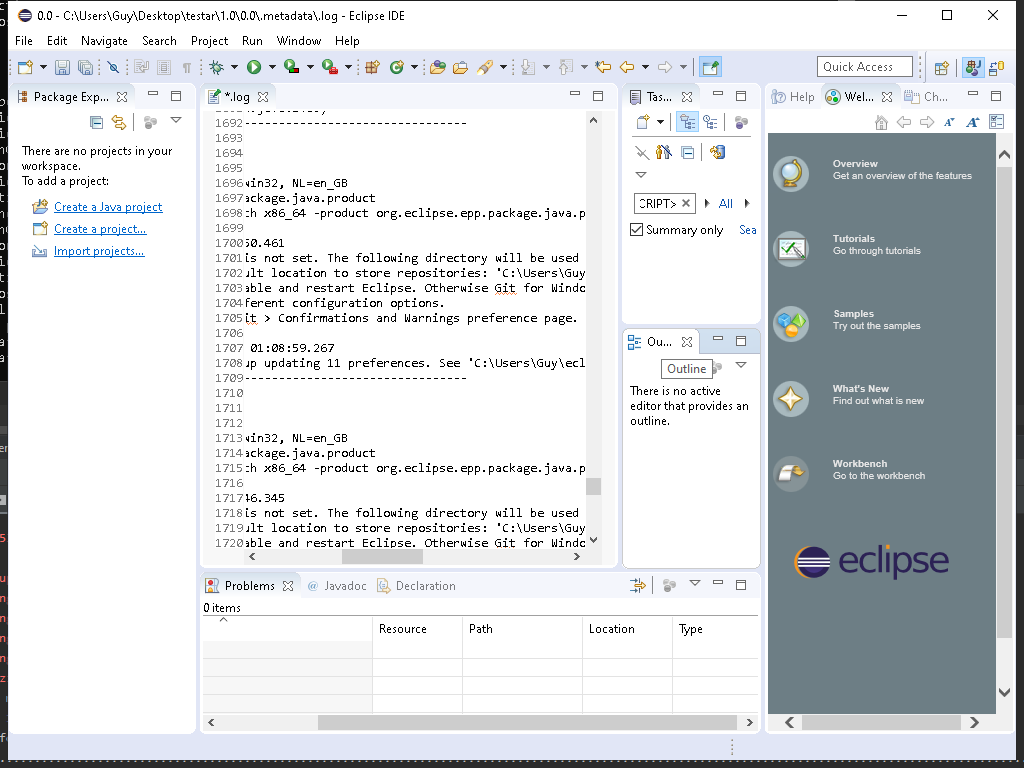 0.0 - C:\Users\Guy\Desktop\testar\1.0\0.0\.metadata\.log - Eclipse IDE
File Edit Navigate Search Project Run Window Help
Quick Access
Package Exp...
There are no projects in your
workspace.
To add a project:
Create a Java project
Create a project...
Import projects...
*.log
1692 --------------------------------
1693
1694
1695
1696 win32, NL=en_GB
1697 ackage.java.product
1698 ch x86_64 -product org.eclipse.epp.package.java.p
1699
1700 50.461
1701 is not set. The following directory will be used
1702 ult location to store repositories: 'C:\Users\Guy
1703 able and restart Eclipse. Otherwise Git for Windo
1704 ferent configuration options.
1705 it > Confirmations and Warnings preference page.
1706
1707 01:08:59.267
1708 up updating 11 preferences. See 'C:\Users\Guy\ecl
1709 --------------------------------
1710
1711
1712
1713 win32, NL=en_GB
1714 ackage.java.product
1715 ch x86_64 -product org.eclipse.epp.package.java.p
1716
1717 46.345
1718 is not set. The following directory will be used
1719 ult location to store repositories: 'C:\Users\Guy
1720 able and restart Eclipse. Otherwise Git for Windo
Problems @ Javadoc Declaration
0 items
Resource Path Location Type
Tas...
CRIPT> All
Summary only Sea
Ou...
Outline
There is no active
editor that provides an
outline.
Help Wel... Ch...
Overview
Get an overview of the features
Tutorials
Go through tutorials
Samples
Try out the samples
What's New
Find out what is new
Workbench
Go to the workbench
eclipse